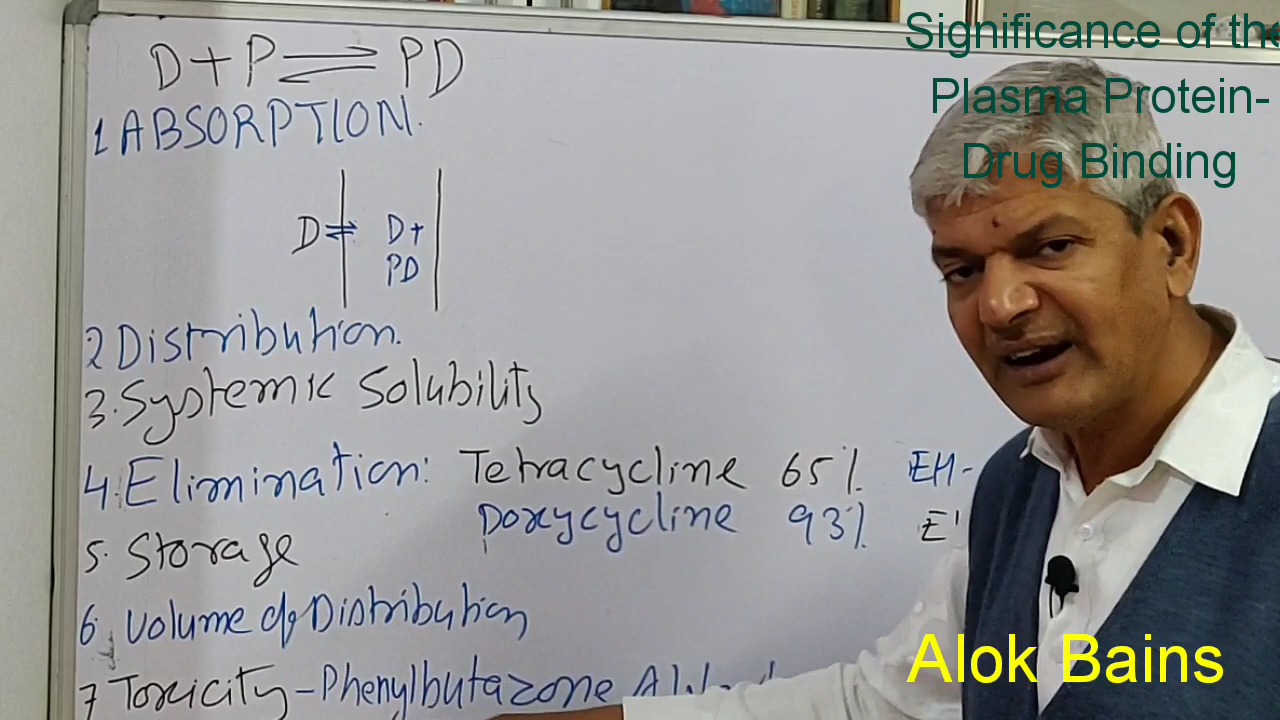 Significance of the
Plasma Protein-
Drug Binding
D + P ⇌ PD
1 ABSORPTION.
D ⇌ D +
PD
2 Distribution.
3. Systemic Solubility
4. Elimination: Tetracycline 65% EH-
Doxycycline 93% E'
5. Storage
6. Volume of Distribution
7 Toxicity - Phenylbutazone
Alok Bains